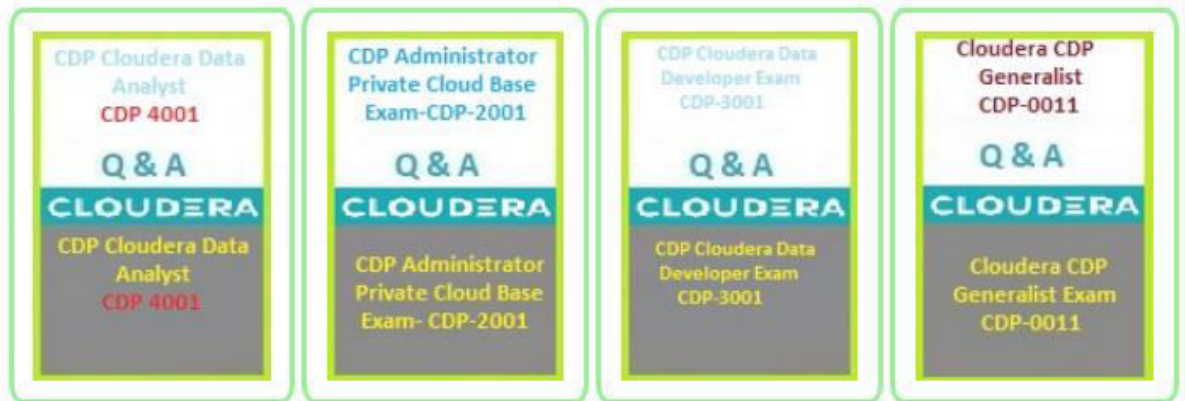 CDP Cloudera Data
Analyst
CDP 4001
Q & A
CLOUDERA
CDP Cloudera Data
Analyst
CDP 4001
CDP Administrator
Private Cloud Base
Exam-CDP-2001
Q & A
CLOUDERA
CDP Administrator
Private Cloud Base
Exam- CDP-2001
CDP Cloudera Data
Developer Exam
CDP-3001
Q & A
CLOUDERA
CDP Cloudera Data
Developer Exam
CDP-3001
Cloudera CDP
Generalist
CDP-0011
Q & A
CLOUDERA
Cloudera CDP
Generalist Exam
CDP-0011